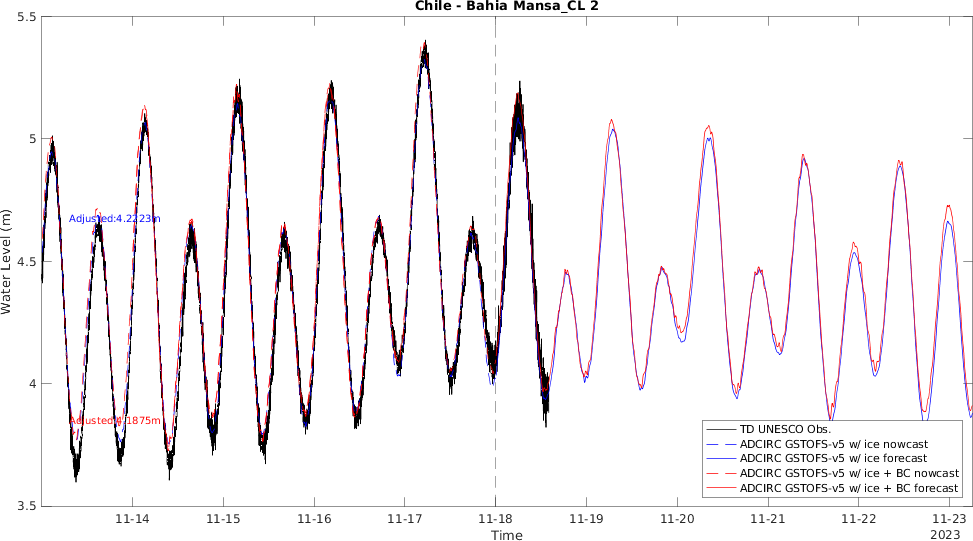 Chile - Bahia Mansa_CL 2
5.5
5
4.5
4
3.5
Water Level (m)
Adjusted:4.2223m
Adjusted:4.1875m
TD UNESCO Obs.
ADCIRC GSTOFS-v5 w/ ice nowcast
ADCIRC GSTOFS-v5 w/ ice forecast
ADCIRC GSTOFS-v5 w/ ice + BC nowcast
ADCIRC GSTOFS-v5 w/ ice + BC forecast
11-14 11-15 11-16 11-17 11-18 11-19 11-20 11-21 11-22 11-23
Time
2023